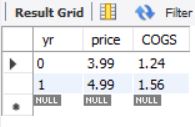 Result Grid Filter
yr price COGS
0 3.99 1.24
1 4.99 1.56
NULL NULL NULL